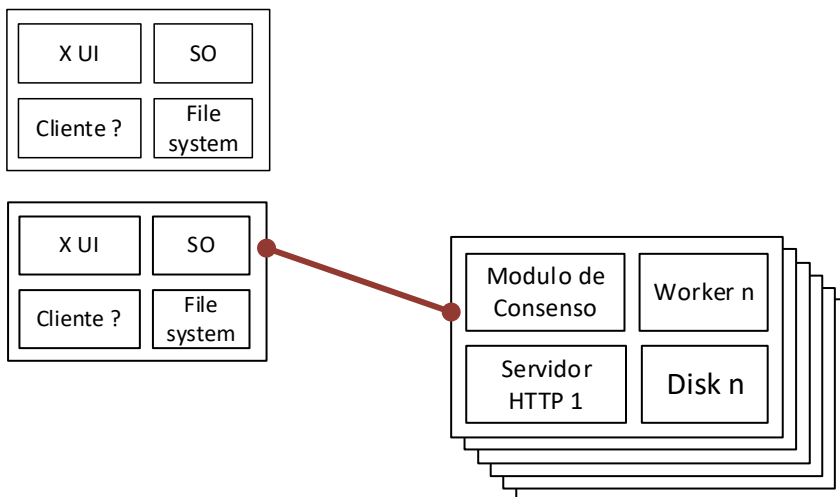 X UI
SO
Cliente ?
File
system
X UI
SO
Cliente ?
File
system
Modulo de
Consenso
Worker n
Servidor
HTTP 1
Disk n